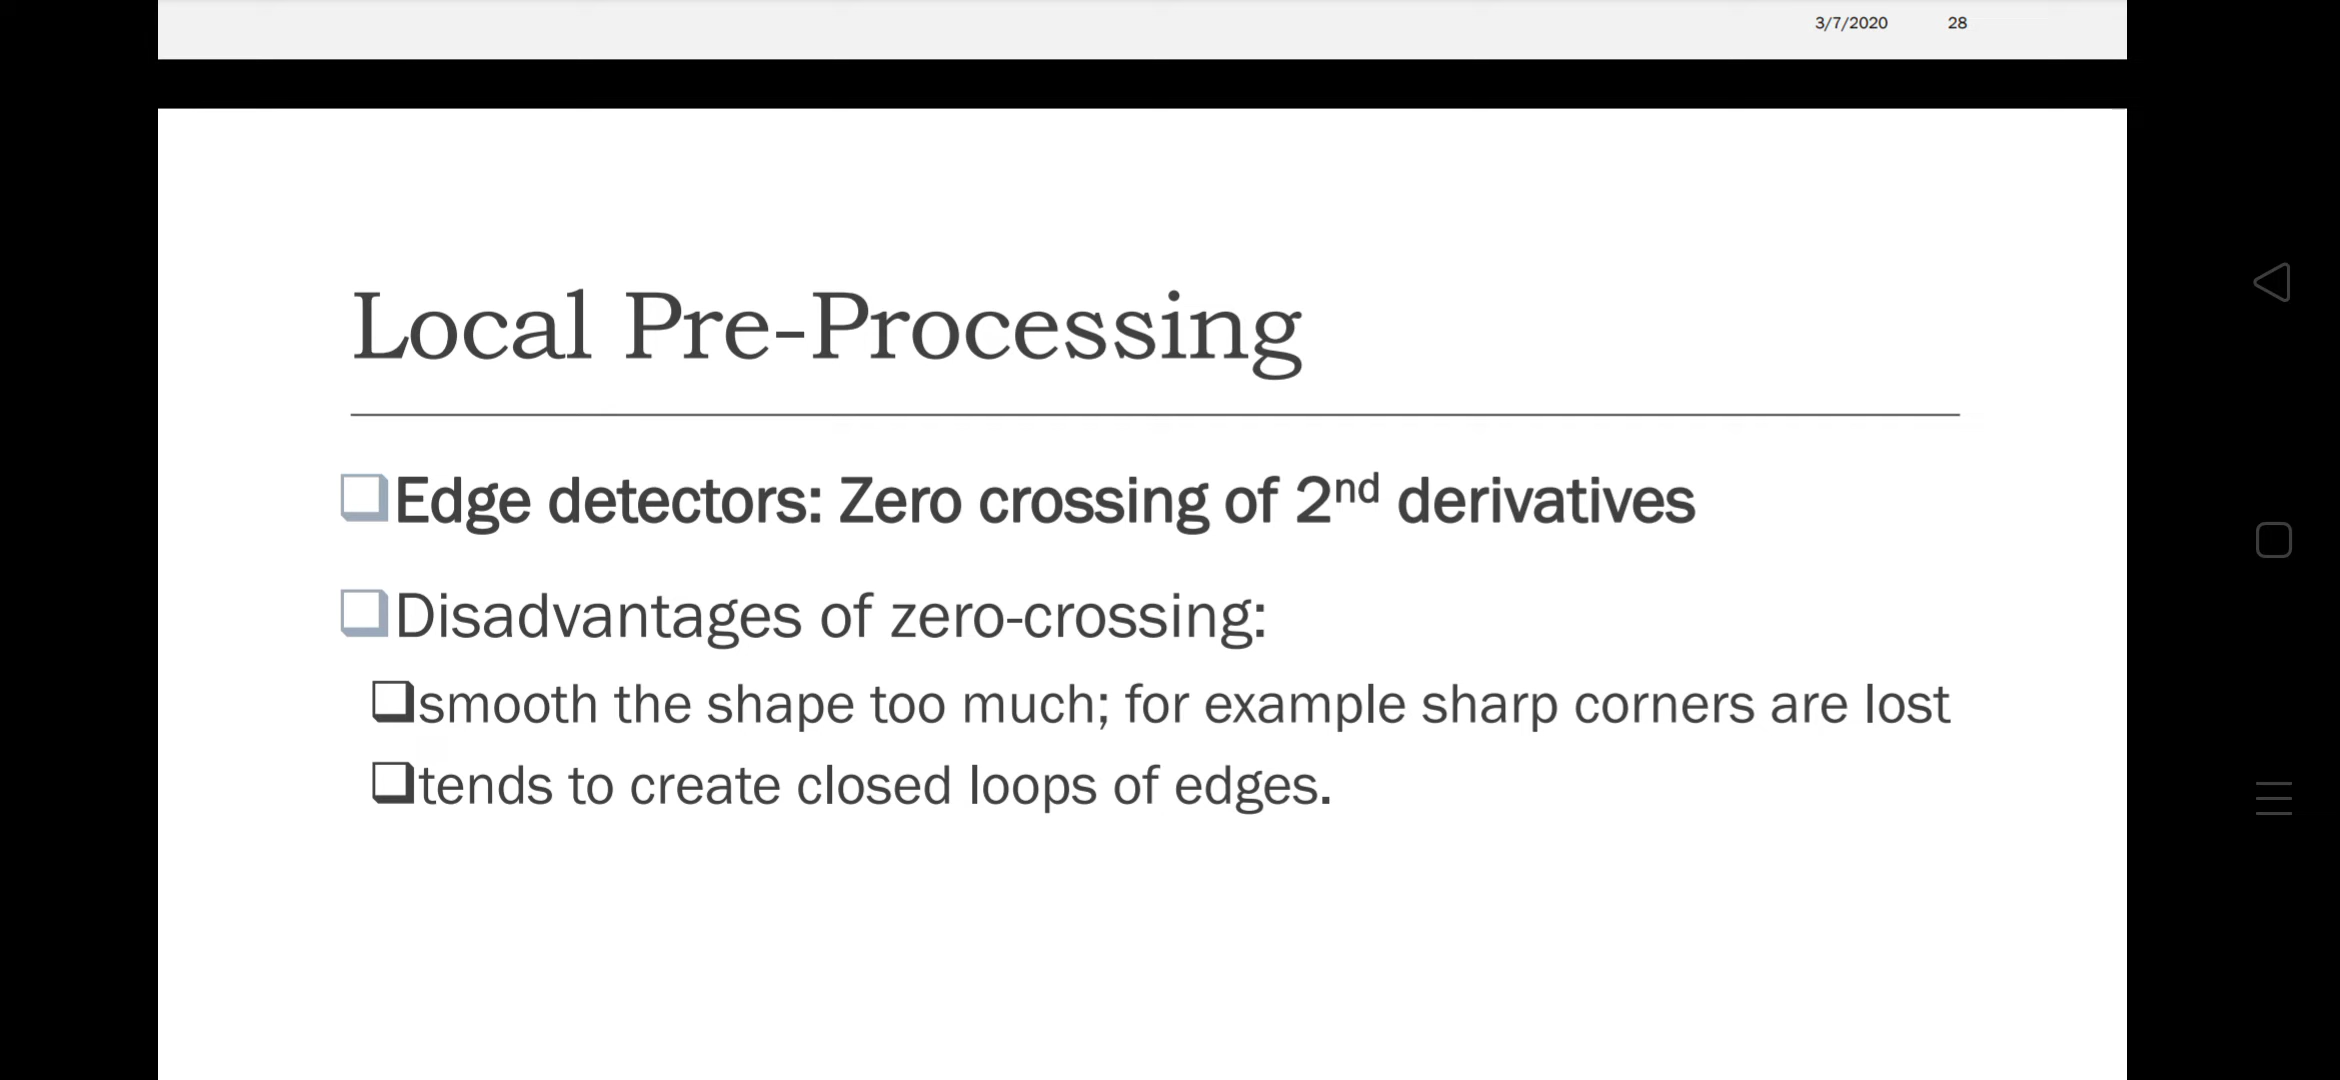 3/7/2020 28
Local Pre-Processing
Edge detectors: Zero crossing of 2nd derivatives
Disadvantages of zero-crossing:
smooth the shape too much; for example sharp corners are lost
tends to create closed loops of edges.